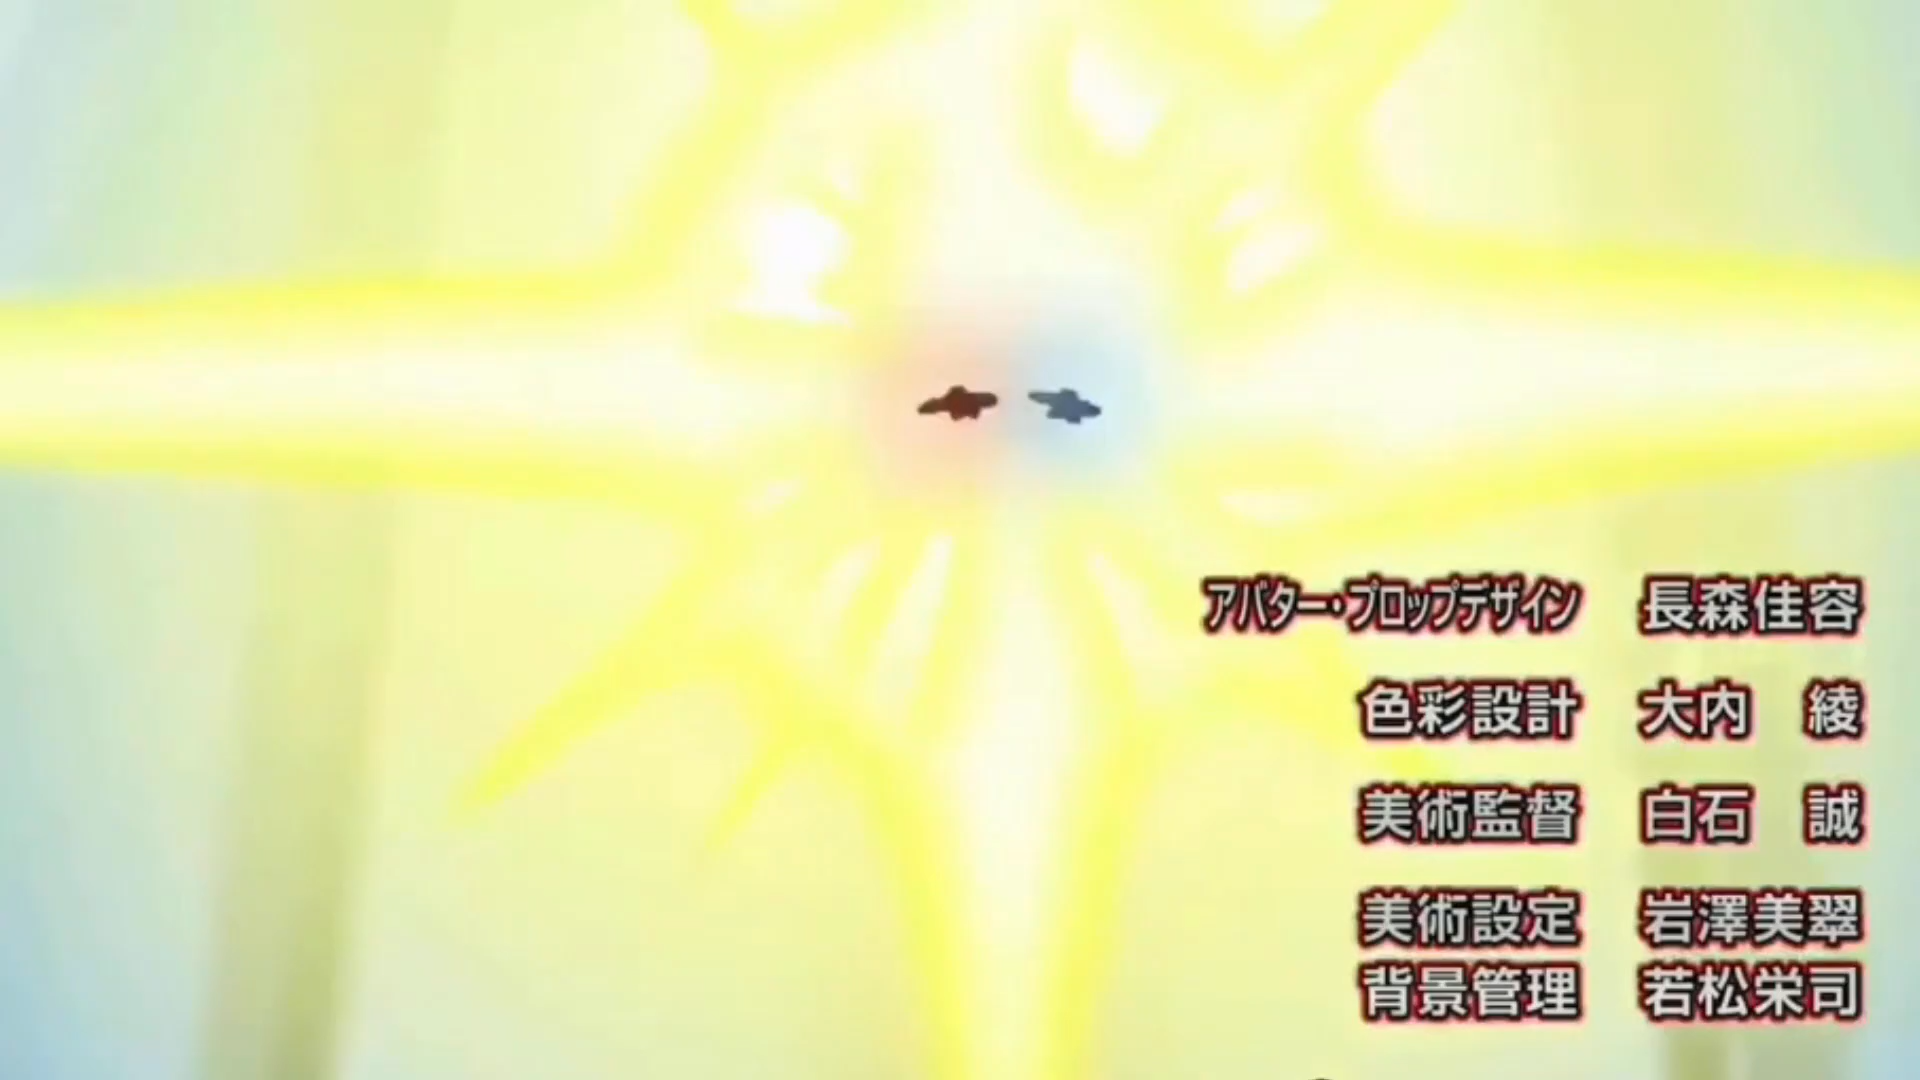 アバター・プロップデザイン　長森佳容
色彩設計　大内　綾
美術監督　白石　誠
美術設定　岩澤美翠
背景管理　若松栄司